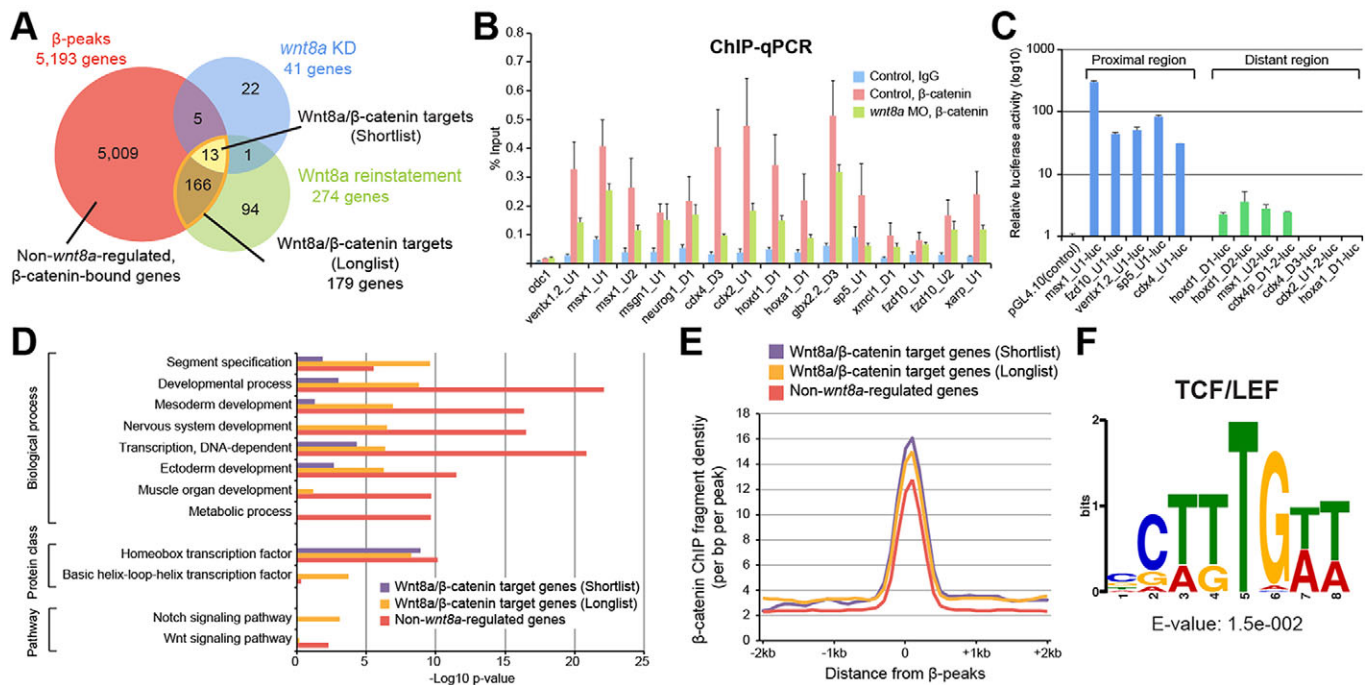 A
β-peaks
5,193 genes
wnt8a KD
41 genes
22
5
Wnt8a/β-catenin targets
(Shortlist)
5,009
13
1
166
Wnt8a reinstatement
274 genes
94
Non-wnt8a-regulated,
β-catenin-bound genes
Wnt8a/β-catenin targets
(Longlist)
179 genes
B
ChIP-qPCR
% Input
0.8
0.7
0.6
0.5
0.4
0.3
0.2
0.1
Control, IgG
Control, β-catenin
wnt8a MO, β-catenin
odc1
ventx1.2_U1
msx1_U1
msx1_U2
msgn1_U1
neurog1_D1
cdx4_D3
cdx2_U1
hoxd1_D1
hoxa1_D1
gbx2.2_D3
sp5_U1
xmcl1_D1
fzd10_U1
fzd10_U2
xarp_U1
C
Relative luciferase activity (log10)
1000
100
10
1
Proximal region
Distant region
pGL4.10(control)
msx1_U1-luc
fzd10_U1-luc
ventx1.2_U1-luc
sp5_U1-luc
cdx4_U1-luc
hoxd1_D1-luc
hoxd1_D2-luc
msx1_U2-luc
cdx4p_D1-2-luc
cdx4_D3-luc
cdx2_U1-2-luc
hoxa1_D1-luc
D
Biological process
Segment specification
Developmental process
Mesoderm development
Nervous system development
Transcription, DNA-dependent
Ectoderm development
Muscle organ development
Metabolic process
Protein class
Homeobox transcription factor
Basic helix-loop-helix transcription factor
Pathway
Notch signaling pathway
Wnt signaling pathway
Wnt8a/β-catenin target genes (Shortlist)
Wnt8a/β-catenin target genes (Longlist)
Non-wnt8a-regulated genes
0
5
10
15
20
25
-Log10 p-value
E
Wnt8a/β-catenin target genes (Shortlist)
Wnt8a/β-catenin target genes (Longlist)
Non-wnt8a-regulated genes
β-catenin ChIP fragment denstiy
(per bp per peak)
18
16
14
12
10
8
6
4
2
0
-2kb
-1kb
0
+1kb
+2kb
Distance from β-peaks
F
TCF/LEF
bits
2
1
0
C
G
C
G
A
T
A
T
G
T
G
T
A
T
A
1
2
3
4
5
6
7
8
E-value: 1.5e-002